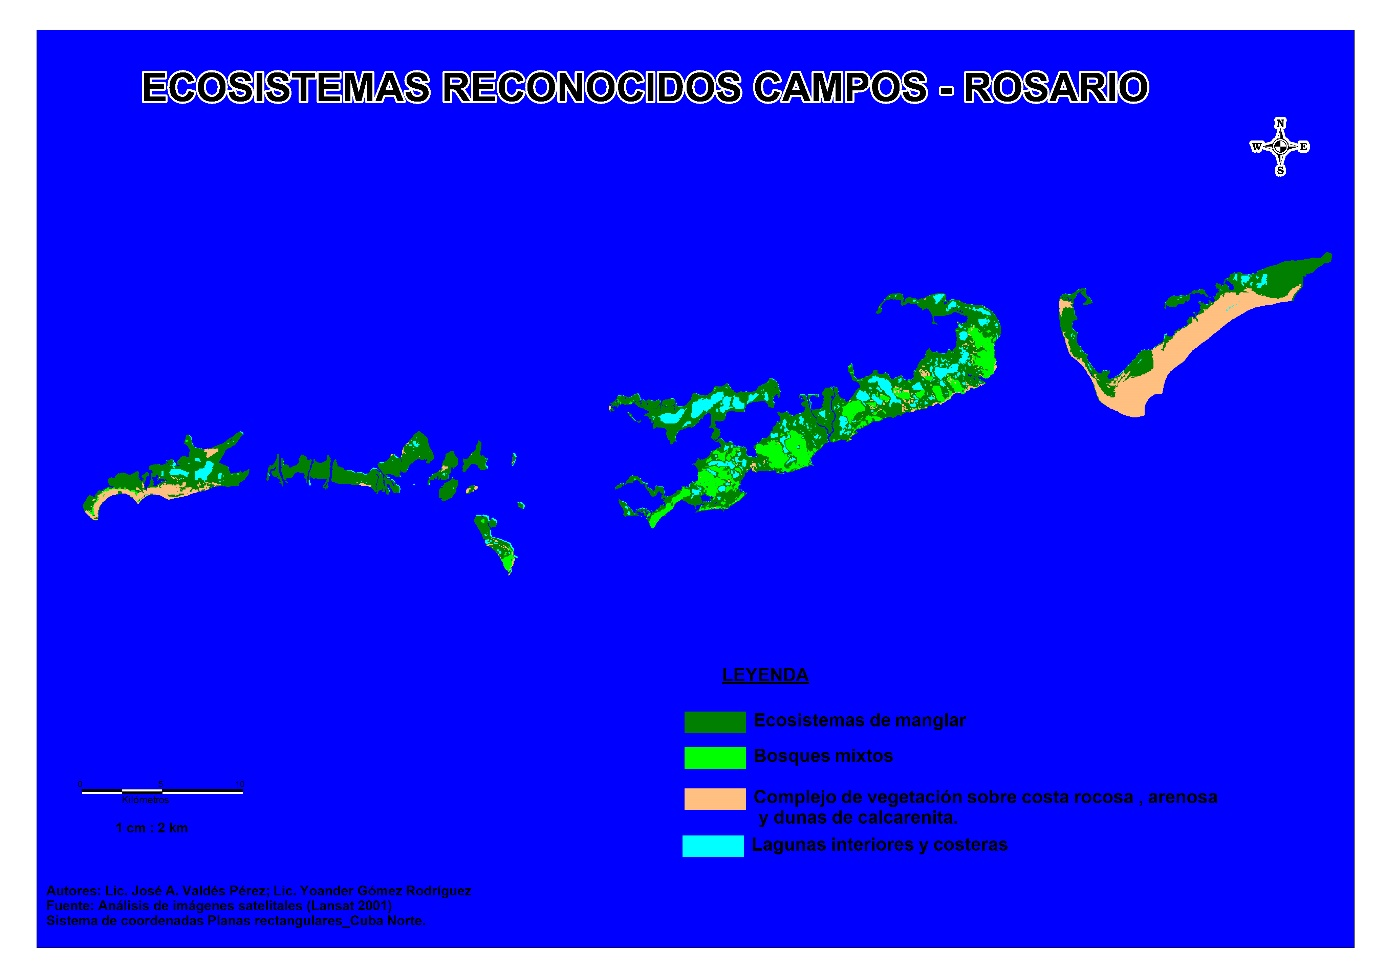 ECOSISTEMAS RECONOCIDOS CAMPOS - ROSARIO
N
W E
S
LEYENDA
Ecosistemas de manglar
Bosques mixtos
Complejo de vegetación sobre costa rocosa , arenosa
y dunas de calcarenita.
Lagunas interiores y costeras
Kilómetros
1 cm : 2 km
Autores: Lic. José A. Valdés Pérez; Lic. Yoander Gómez Rodríguez
Fuente: Análisis de imágenes satelitales (Lansat 2001)
Sistema de coordenadas Planas rectangulares_Cuba Norte.